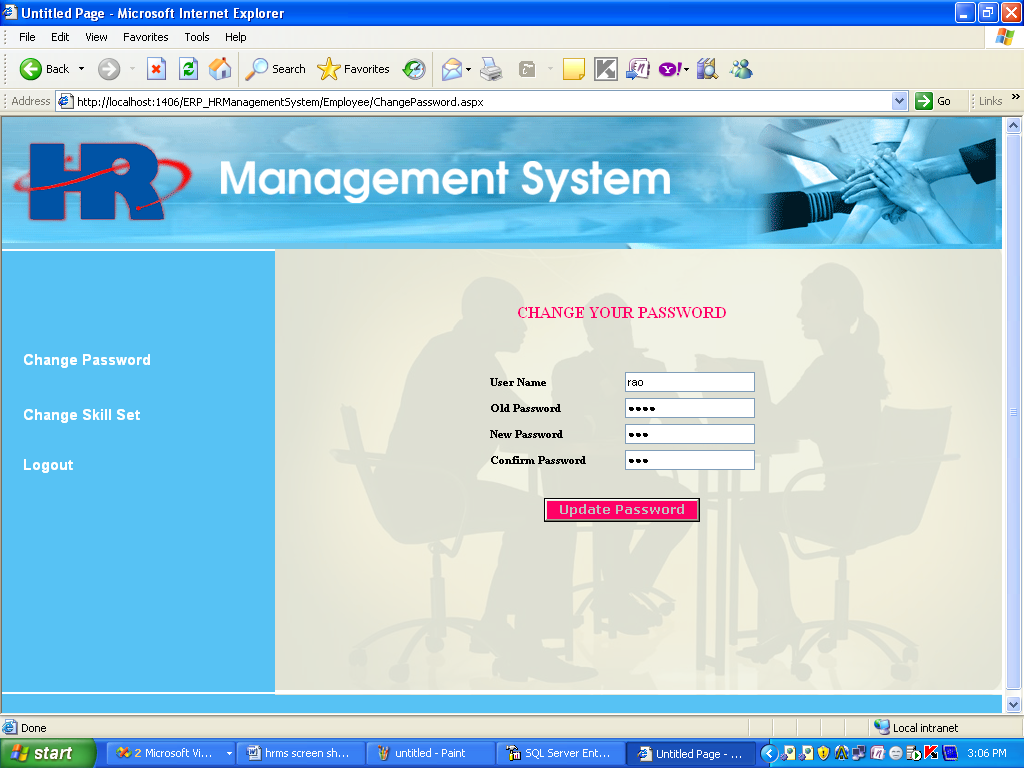 Untitled Page - Microsoft Internet Explorer
File Edit View Favorites Tools Help
Back Search Favorites
Address http://localhost:1406/ERP_HRManagementSystem/Employee/ChangePassword.aspx Go Links »
HR Management System
CHANGE YOUR PASSWORD
Change Password
Change Skill Set
Logout
User Name rao
Old Password ••••
New Password •••
Confirm Password •••
Update Password
Done Local intranet
start 2 Microsoft Vi... hrms screen sh... untitled - Paint SQL Server Ent... Untitled Page - ... 3:06 PM